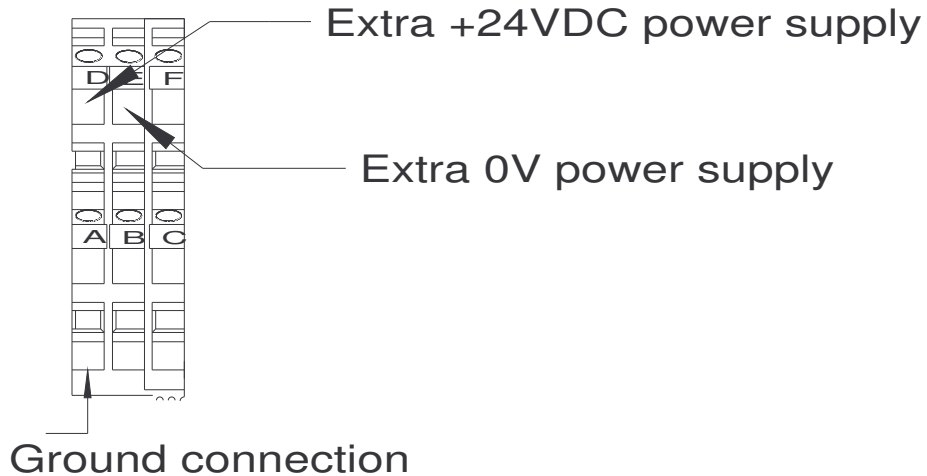 Extra +24VDC power supply
D E F
Extra 0V power supply
A B C
Ground connection